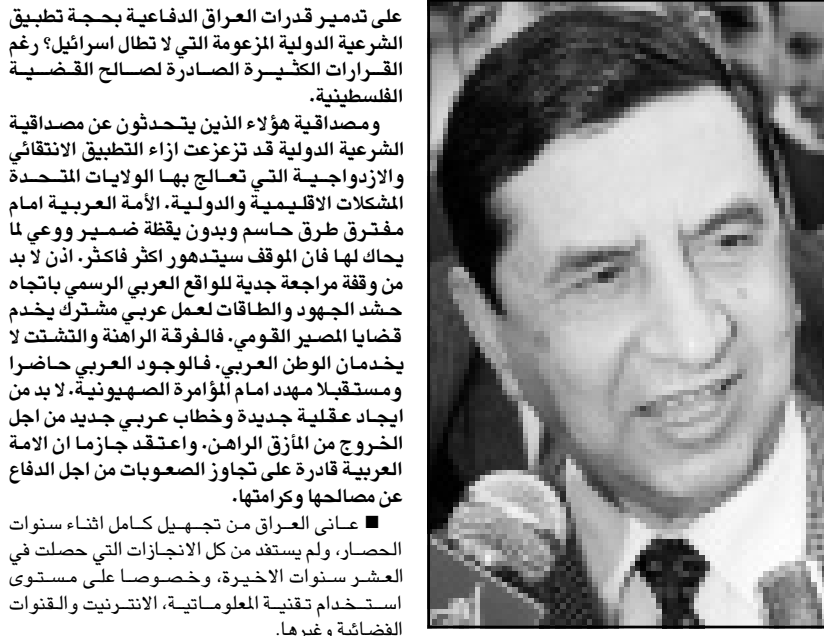 على تدمير قدرات العراق الدفاعية بحجة تطبيق
الشرعية الدولية المزعومة التي لا تطال اسرائيل؟ رغم
القرارات الكثيرة الصادرة لصالح القضية
الفلسطينية.
ومصداقية هؤلاء الذين يتحدثون عن مصداقية
الشرعية الدولية قد تزعزعت ازاء التطبيق الانتقائي
والازدواجية التي تعالج بها الولايات المتحدة
المشكلات الاقليمية والدولية. الأمة العربية امام
مفترق طرق حاسم وبدون يقظة ضمير ووعي لما
يحاك لها فان الموقف سيتدهور اكثر فاكثر. اذن لا بد
من وقفة مراجعة جدية للواقع العربي الرسمي باتجاه
حشد الجهود والطاقات لعمل عربي مشترك يخدم
قضايا المصير القومي. فالفرقة الراهنة والتشتت لا
يخدمان الوطن العربي. فالوجود العربي حاضرا
ومستقبلا مهدد امام المؤامرة الصهيونية. لا بد من
ايجاد عقلية جديدة وخطاب عربي جديد من اجل
الخروج من المأزق الراهن. واعتقد جازما ان الامة
العربية قادرة على تجاوز الصعوبات من اجل الدفاع
عن مصالحها وكرامتها.
■ عانى العراق من تجهيل كامل اثناء سنوات
الحصار، ولم يستفد من كل الانجازات التي حصلت في
العشر سنوات الاخيرة، وخصوصا على مستوى
استخدام تقنية المعلوماتية، الانترنيت والقنوات
الفضائية وغيرها.